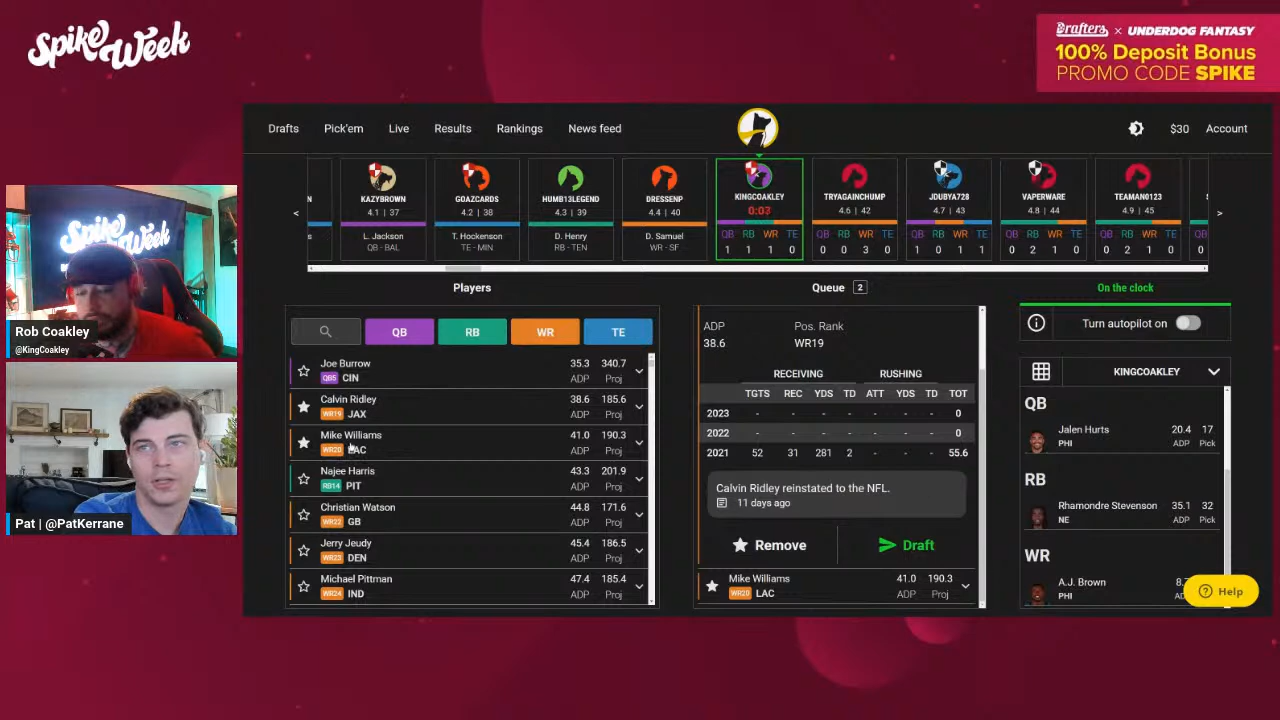 Spike Week
Drafters × UNDERDOG FANTASY
100% Deposit Bonus
PROMO CODE SPIKE
Drafts Pick'em Live Results Rankings News feed $30 Account
KAZYBROWN GOAZCARDS HUMB13LEGEND DRESSENP KINGCOAKLEY TRYAGAINCHUMP JDUBYA728 VAPERWARE TEAMAN0123
4.1 | 37 4.2 | 38 4.3 | 39 4.4 | 40 0:07 4.6 | 42 4.7 | 43 4.8 | 44 4.9 | 45
L. Jackson T. Hockenson D. Henry D. Samuel QB RB WR TE QB RB WR TE QB RB WR TE QB RB WR TE QB RB WR TE QB
QB - BAL TE - MIN RB - TEN WR - SF 1 1 1 0 0 0 3 0 1 0 1 1 0 2 1 0 0 2 1 0
Players
QB RB WR TE
Joe Burrow 35.3 340.7
QB5 CIN ADP Proj
Calvin Ridley 38.6 185.6
WR19 JAX ADP Proj
Mike Williams 41.0 190.3
WR20 LAC ADP Proj
Najee Harris 43.3 201.9
RB14 PIT ADP Proj
Christian Watson 44.8 171.6
WR22 GB ADP Proj
Jerry Jeudy 45.4 186.5
WR23 DEN ADP Proj
Michael Pittman 47.4 185.4
WR24 IND ADP Proj
Queue 2
ADP Pos. Rank
38.6 WR19
RECEIVING RUSHING
TGTS REC YDS TD ATT YDS TD TOT
2023 - - - - - - - 0
2022 - - - - - - - 0
2021 52 31 281 2 - - - 55.6
Calvin Ridley reinstated to the NFL.
11 days ago
Remove Draft
Mike Williams 41.0 190.3
WR20 LAC ADP Proj
On the clock
Turn autopilot on
KINGCOAKLEY
QB
Jalen Hurts 20.4 17
PHI ADP Pick
RB
Rhamondre Stevenson 35.1 32
NE ADP Pick
WR
A.J. Brown
PHI
Help
Spike Week
Rob Coakley
@KingCoakley
Pat | @PatKerrane